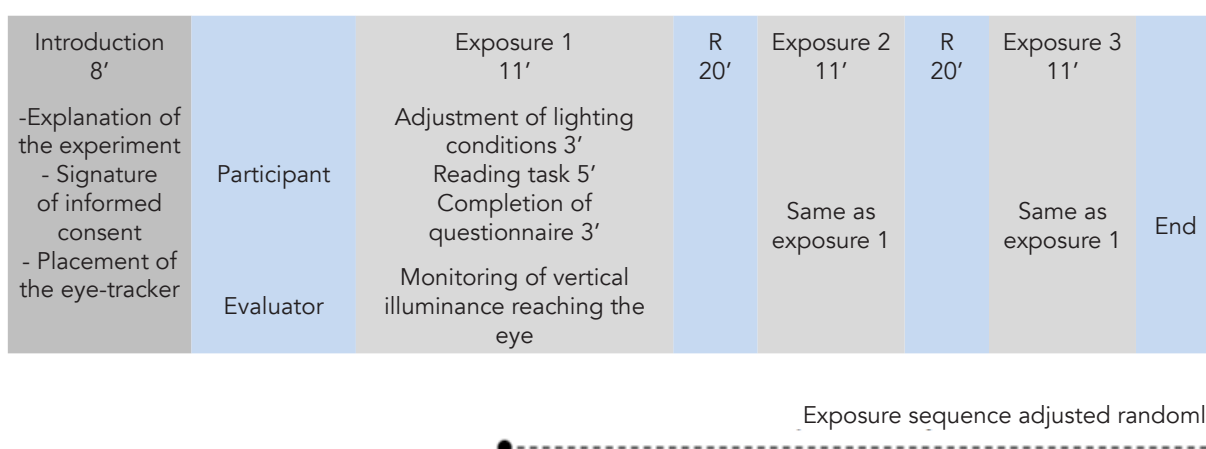 Introduction
8′
-Explanation of
the experiment
- Signature
of informed
consent
- Placement of
the eye-tracker
Participant
Evaluator
Exposure 1
11′
Adjustment of lighting
conditions 3′
Reading task 5′
Completion of
questionnaire 3′
Monitoring of vertical
illuminance reaching the
eye
R
20′
Exposure 2
11′
Same as
exposure 1
R
20′
Exposure 3
11′
Same as
exposure 1
End
Exposure sequence adjusted randoml